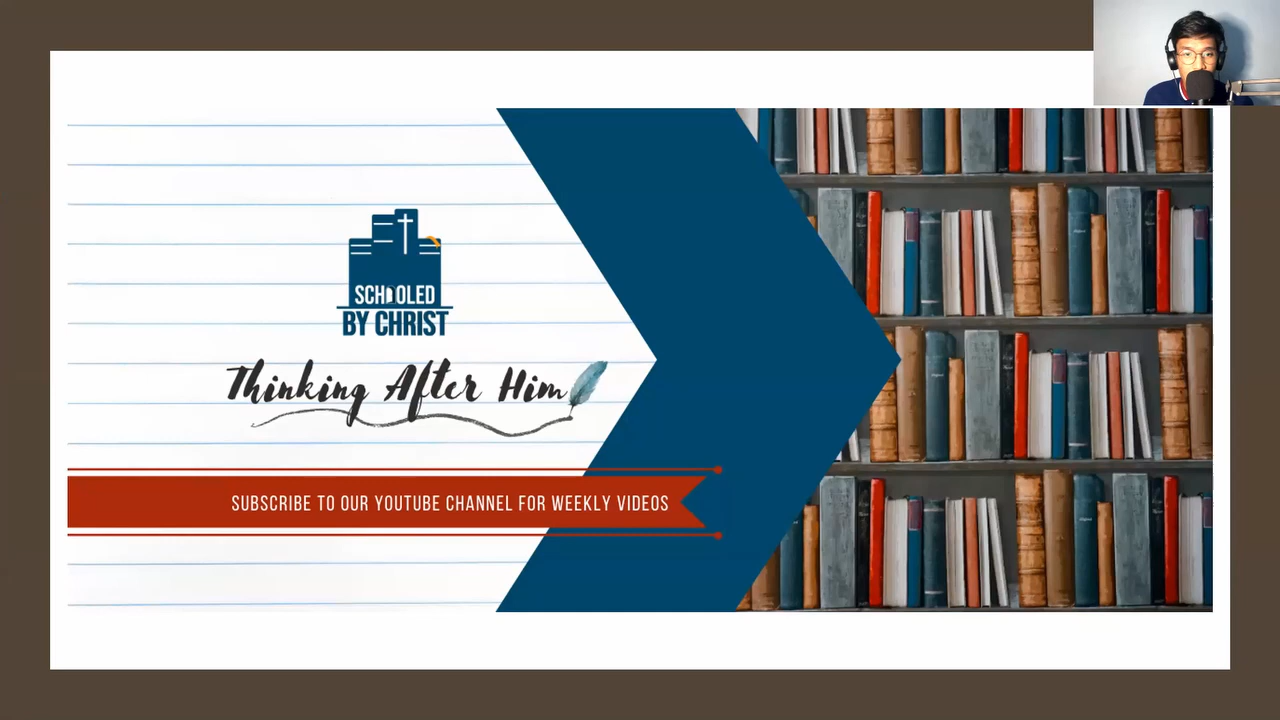 SCHOOLED
BY CHRIST
Thinking After Him
SUBSCRIBE TO OUR YOUTUBE CHANNEL FOR WEEKLY VIDEOS